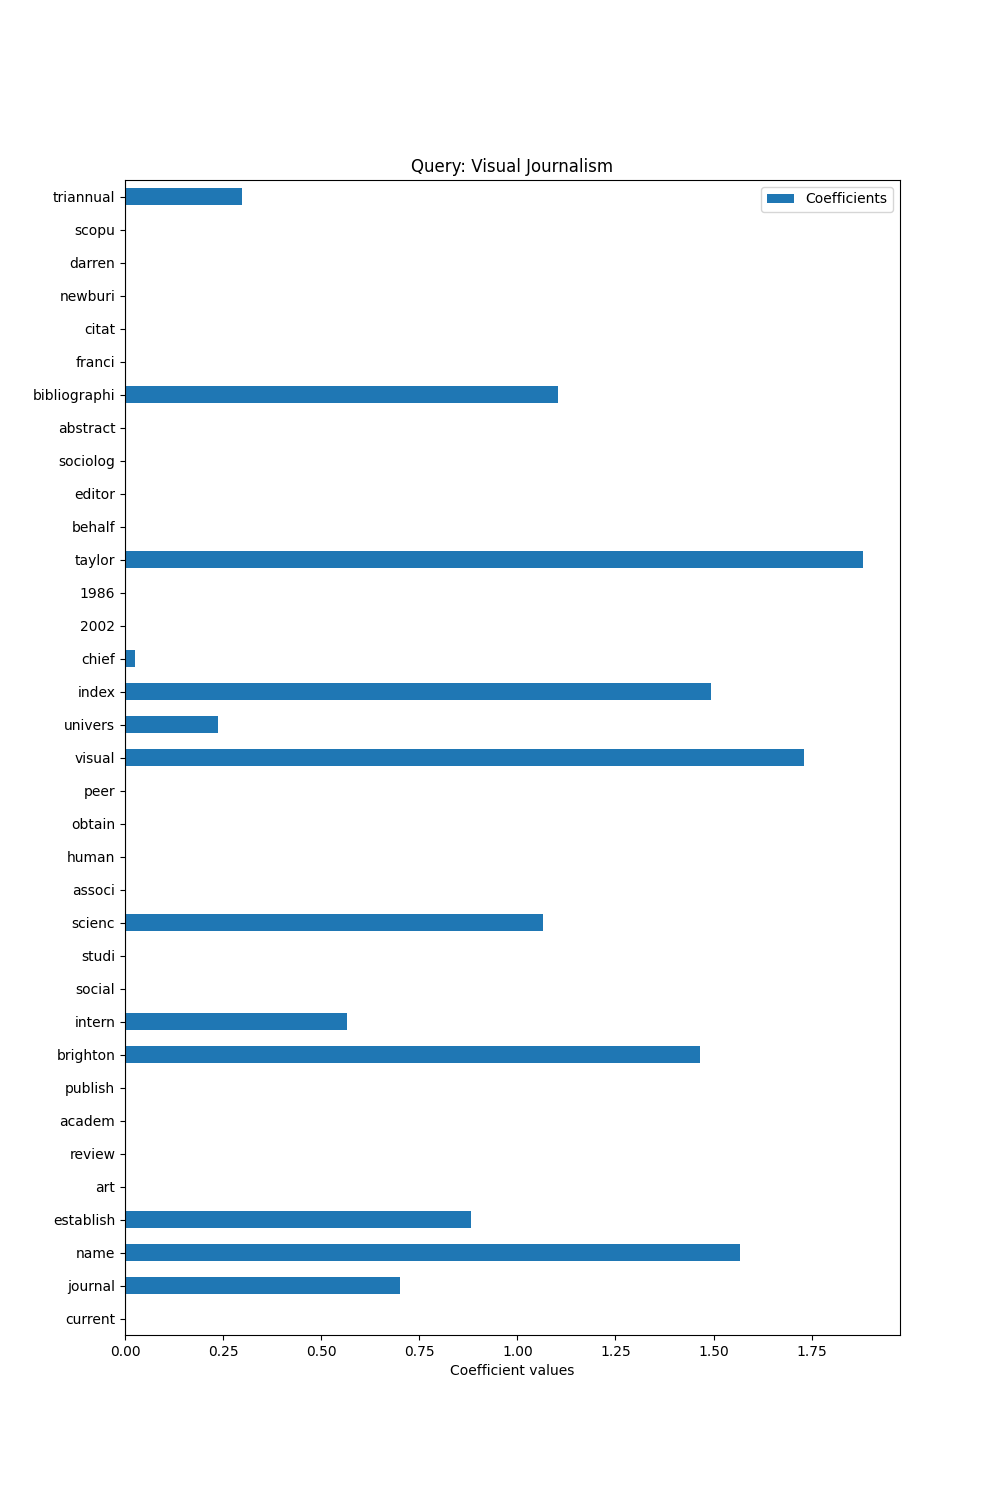 Query: Visual Journalism
Coefficients
triannual
scopu
darren
newburi
citat
franci
bibliographi
abstract
sociolog
editor
behalf
taylor
1986
2002
chief
index
univers
visual
peer
obtain
human
associ
scienc
studi
social
intern
brighton
publish
academ
review
art
establish
name
journal
current
0.00 0.25 0.50 0.75 1.00 1.25 1.50 1.75
Coefficient values